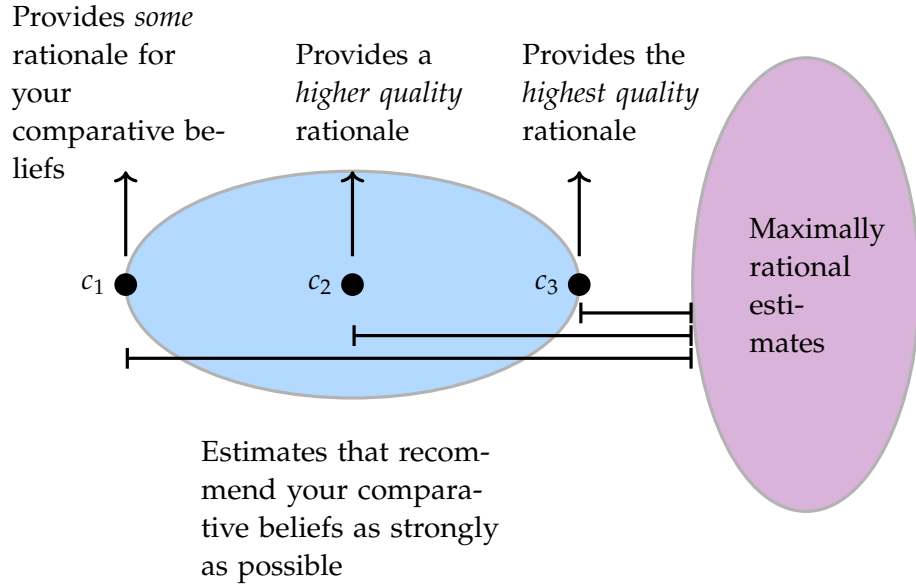 Provides some
rationale for
your
comparative be-
liefs
Provides a
higher quality
rationale
Provides the
highest quality
rationale
c1
c2
c3
Maximally
rational
esti-
mates
Estimates that recom-
mend your compara-
tive beliefs as strongly
as possible